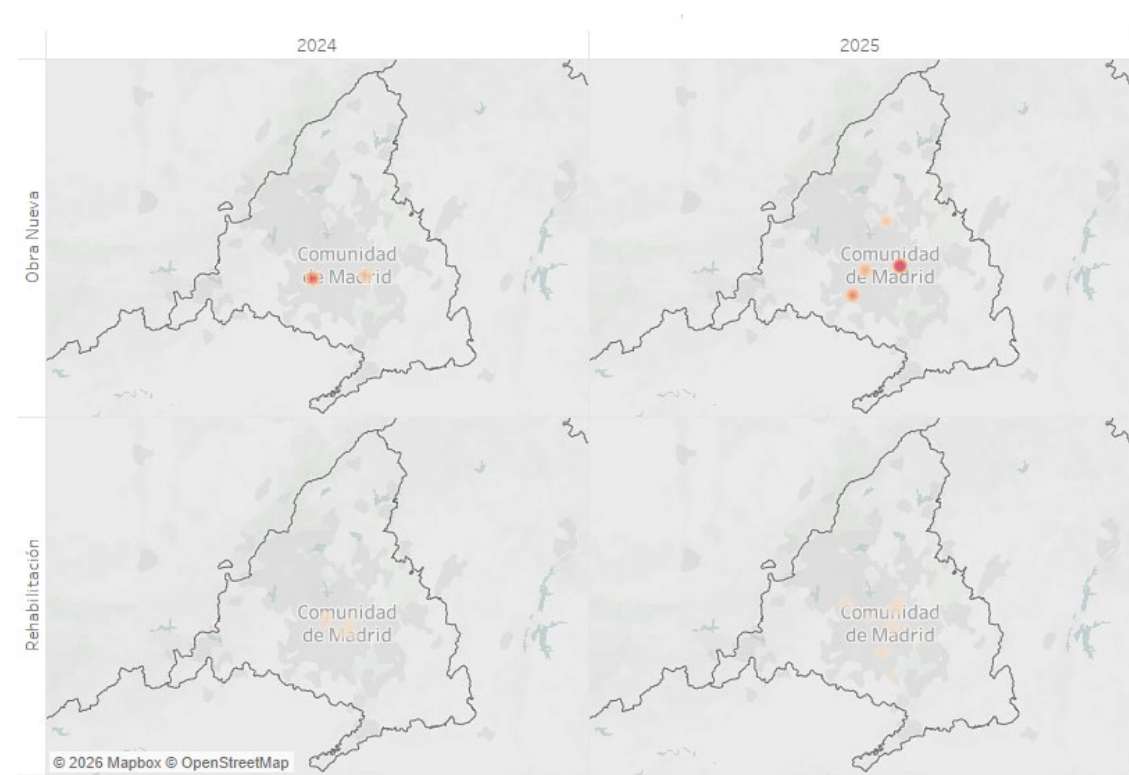 2024
2025
Obra Nueva
Comunidad
de Madrid
Comunidad
de Madrid
Rehabilitación
Comunidad
de Madrid
Comunidad
de Madrid
© 2026 Mapbox © OpenStreetMap